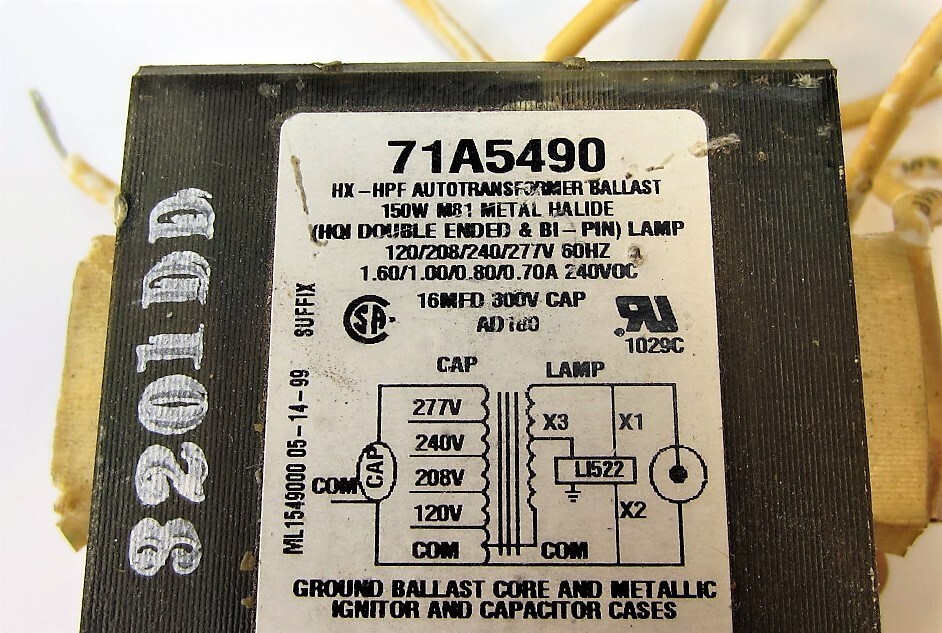 71A5490
HX-HPF AUTOTRANSFORMER BALLAST
150W M81 METAL HALIDE
(HQI DOUBLE ENDED & BI-PIN) LAMP
120/208/240/277V 60HZ
1.60/1.00/0.80/0.70A 240VOC
16MFD 300V CAP
AD180
SA
1029C
SUFFIX
ML1549000 05-14-99
CAP
LAMP
277V
X3
X1
240V
CAP
LI522
COM
208V
120V
X2
COM
COM
GROUND BALLAST CORE AND METALLIC
IGNITOR AND CAPACITOR CASES